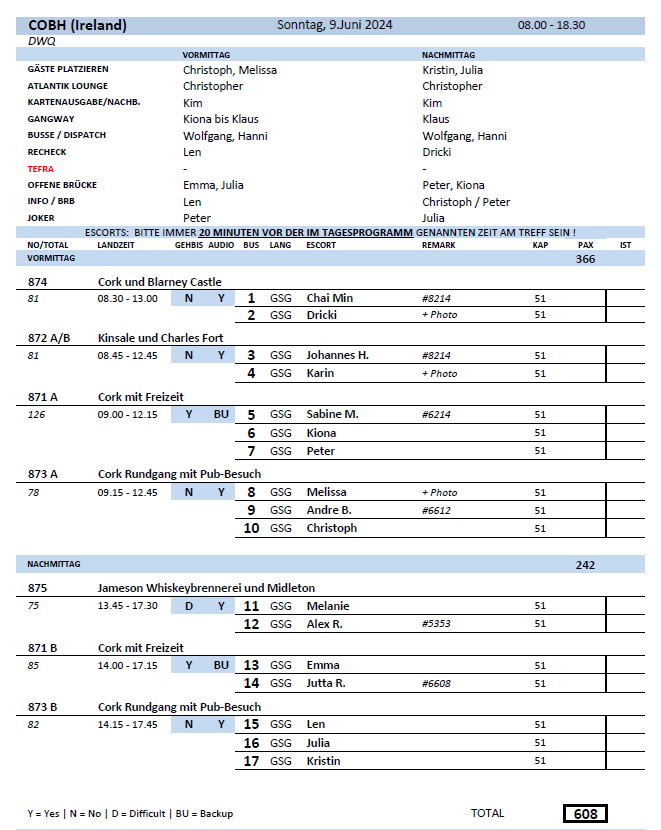 COBH (Ireland) Sonntag, 9.Juni 2024 08.00 - 18.30
DWQ
VORMITTAG NACHMITTAG
GÄSTE PLATZIEREN Christoph, Melissa Kristin, Julia
ATLANTIK LOUNGE Christopher Christopher
KARTENAUSGABE/NACHB. Kim Kim
GANGWAY Kiona bis Klaus Klaus
BUSSE / DISPATCH Wolfgang, Hanni Wolfgang, Hanni
RECHECK Len Dricki
TEFRA - -
OFFENE BRÜCKE Emma, Julia Peter, Kiona
INFO / BRB Len Christoph / Peter
JOKER Peter Julia
ESCORTS: BITTE IMMER 20 MINUTEN VOR DER IM TAGESPROGRAMM GENANNTEN ZEIT AM TREFF SEIN !
NO/TOTAL LANDZEIT GEHBIS AUDIO BUS LANG ESCORT REMARK KAP PAX IST
VORMITTAG 366
874 Cork und Blarney Castle
81 08.30 - 13.00 N Y 1 GSG Chai Min #8214 51
2 GSG Dricki + Photo 51
872 A/B Kinsale und Charles Fort
81 08.45 - 12.45 N Y 3 GSG Johannes H. #8214 51
4 GSG Karin + Photo 51
871 A Cork mit Freizeit
126 09.00 - 12.15 Y BU 5 GSG Sabine M. #6214 51
6 GSG Kiona 51
7 GSG Peter 51
873 A Cork Rundgang mit Pub-Besuch
78 09.15 - 12.45 N Y 8 GSG Melissa + Photo 51
9 GSG Andre B. #6612 51
10 GSG Christoph 51
NACHMITTAG 242
875 Jameson Whiskeybrennerei und Midleton
75 13.45 - 17.30 D Y 11 GSG Melanie 51
12 GSG Alex R. #5353 51
871 B Cork mit Freizeit
85 14.00 - 17.15 Y BU 13 GSG Emma 51
14 GSG Jutta R. #6608 51
873 B Cork Rundgang mit Pub-Besuch
82 14.15 - 17.45 N Y 15 GSG Len 51
16 GSG Julia 51
17 GSG Kristin 51
Y = Yes | N = No | D = Difficult | BU = Backup TOTAL 608